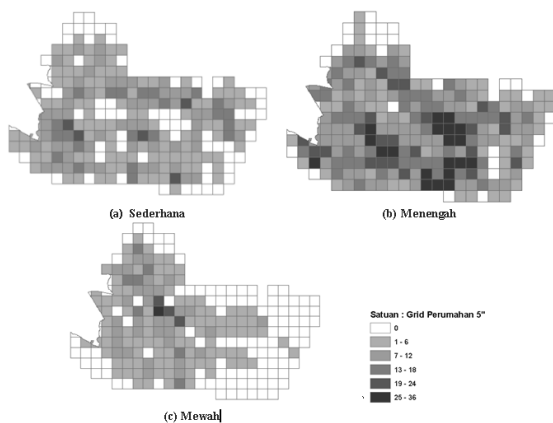 (a) Sederhana
(b) Menengah
(c) Mewah
Satuan : Grid Perumahan 5"
0
1 - 6
7 - 12
13 - 18
19 - 24
25 - 36